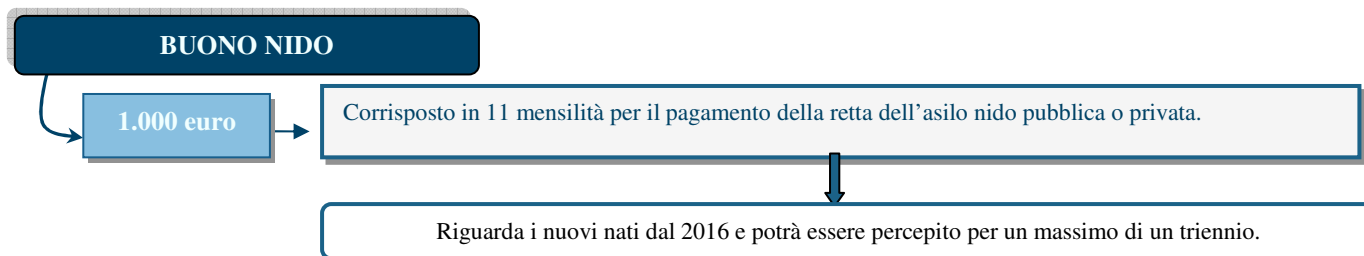 BUONO NIDO
1.000 euro
Corrisposto in 11 mensilità per il pagamento della retta dell’asilo nido pubblica o privata.
Riguarda i nuovi nati dal 2016 e potrà essere percepito per un massimo di un triennio.